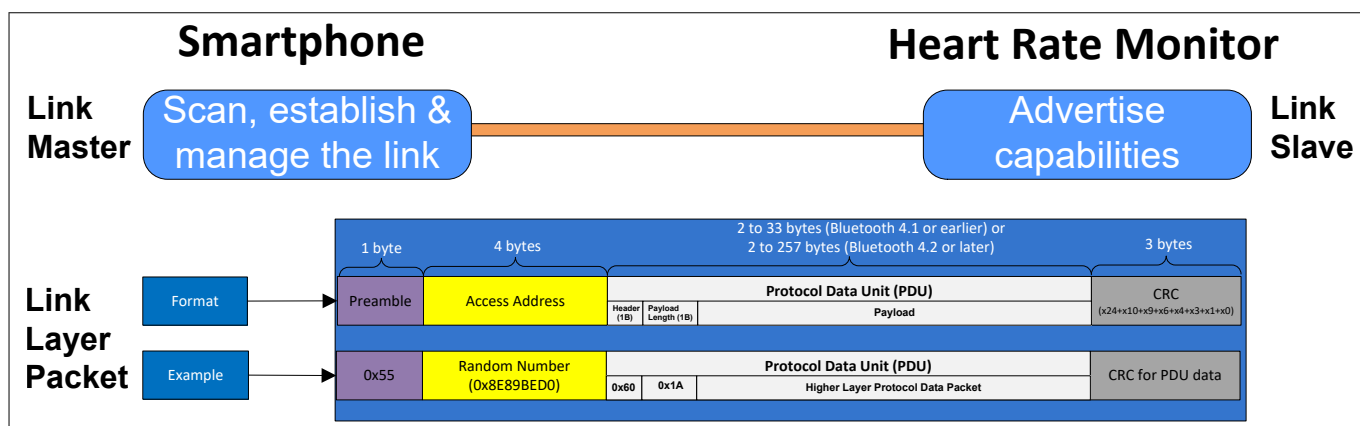 Smartphone
Heart Rate Monitor
Link
Master
Scan, establish &
manage the link
Advertise
capabilities
Link
Slave
2 to 33 bytes (Bluetooth 4.1 or earlier) or
2 to 257 bytes (Bluetooth 4.2 or later)
1 byte
4 bytes
3 bytes
Link
Layer
Packet
Format
Preamble
Access Address
Protocol Data Unit (PDU)
Header
(1B)
Payload
Length (1B)
Payload
CRC
(x24+x10+x9+x6+x4+x3+x1+x0)
Example
0x55
Random Number
(0x8E89BED0)
Protocol Data Unit (PDU)
0x60
0x1A
Higher Layer Protocol Data Packet
CRC for PDU data